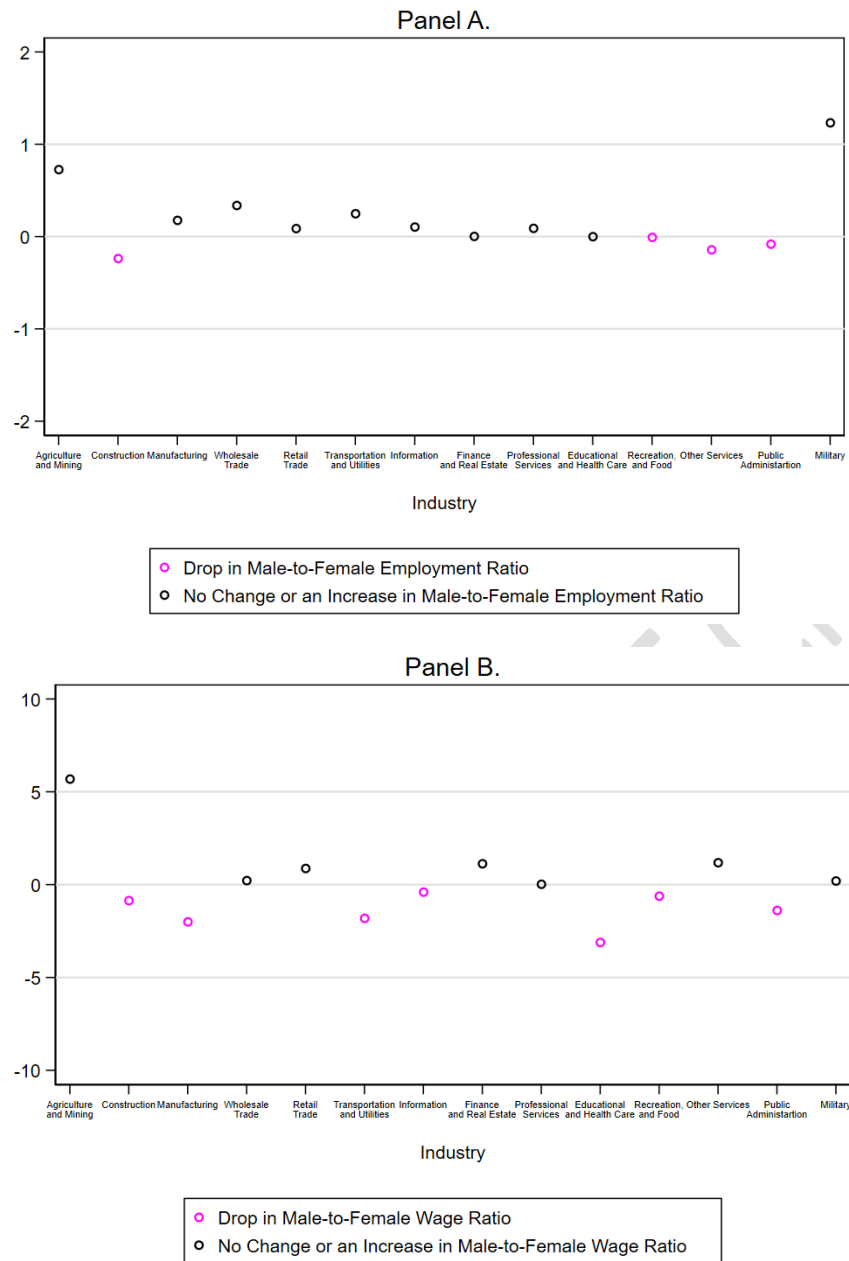 Panel A.
2
1
0
-1
-2
Agriculture and Mining
Construction
Manufacturing
Wholesale Trade
Retail Trade
Transportation and Utilities
Information
Finance and Real Estate
Professional Services
Educational and Health Care
Recreation, and Food
Other Services
Public Administartion
Military
Industry
Drop in Male-to-Female Employment Ratio
No Change or an Increase in Male-to-Female Employment Ratio
Panel B.
10
5
0
-5
-10
Agriculture and Mining
Construction
Manufacturing
Wholesale Trade
Retail Trade
Transportation and Utilities
Information
Finance and Real Estate
Professional Services
Educational and Health Care
Recreation, and Food
Other Services
Public Administartion
Military
Industry
Drop in Male-to-Female Wage Ratio
No Change or an Increase in Male-to-Female Wage Ratio